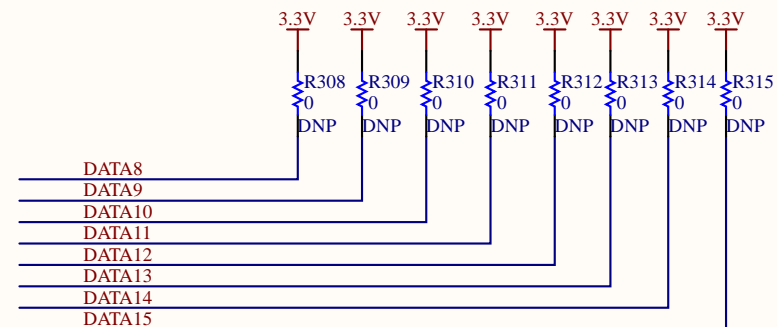 3.3V 3.3V 3.3V 3.3V 3.3V 3.3V 3.3V 3.3V
R308 R309 R310 R311 R312 R313 R314 R315
0 0 0 0 0 0 0 0
DNP DNP DNP DNP DNP DNP DNP DNP
DATA8
DATA9
DATA10
DATA11
DATA12
DATA13
DATA14
DATA15